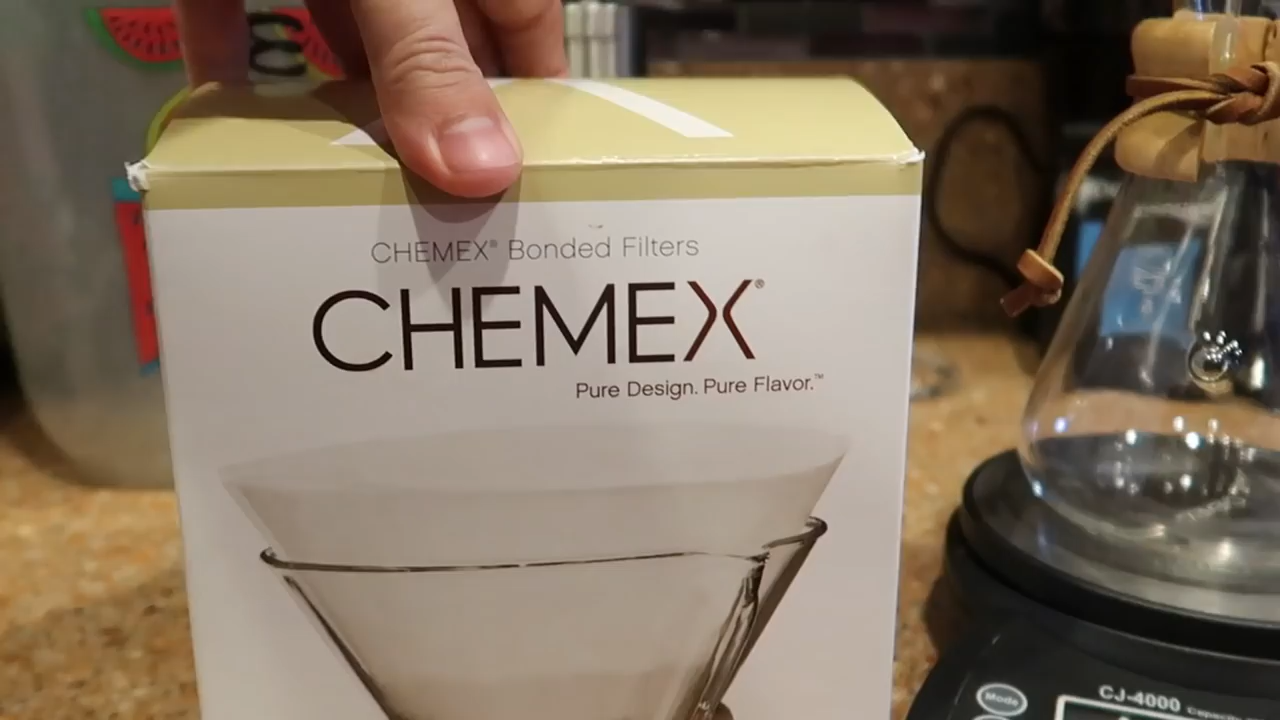 CHEMEX® Bonded Filters
CHEMEX®
Pure Design. Pure Flavor.™
Mode
CJ-4000